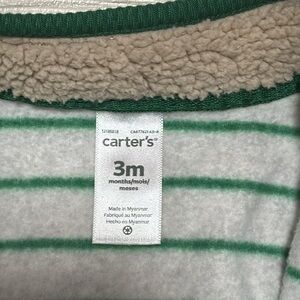 carter's®
3m
months/mois/
meses
Made in Myanmar
Fabriqué au Myanmar
Hecho en Myanmar